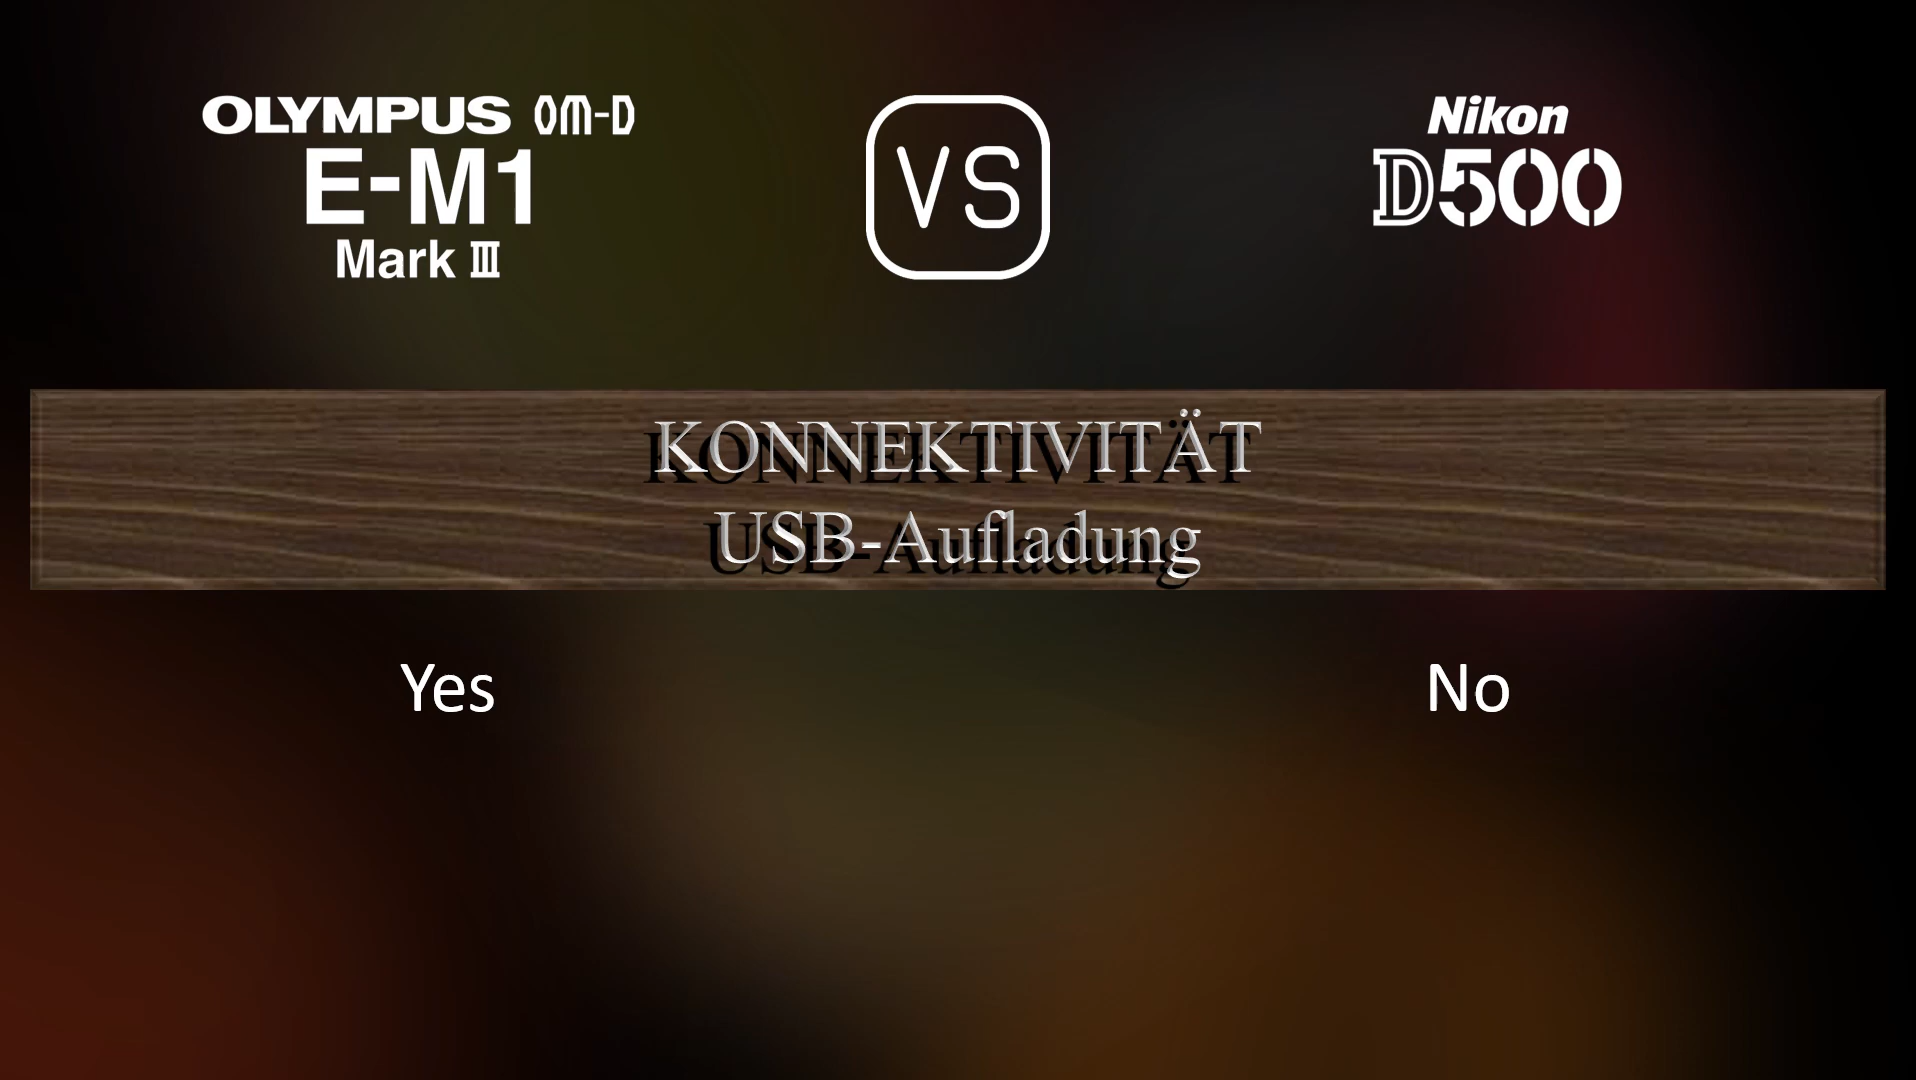 OLYMPUS OM-D
E-M1
Mark III
VS
Nikon
D500
KONNEKTIVITÄT
USB-Aufladung
Yes
No